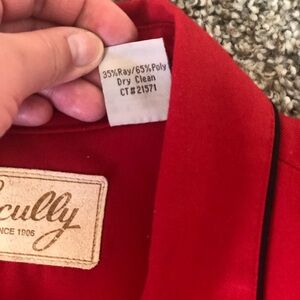 35%Ray/65%Poly
Dry Clean
CT#21571
cully
NCE 1906